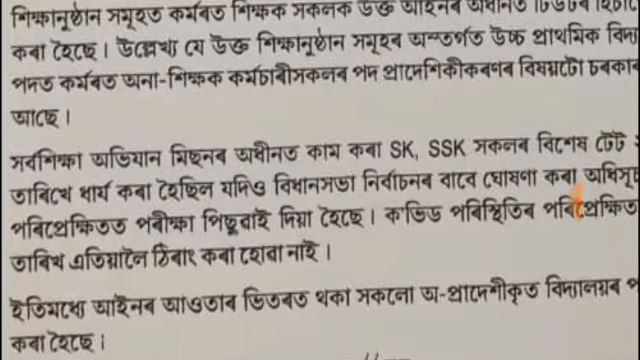 শিক্ষানুষ্ঠান সমূহত কৰ্মৰত শিক্ষক সকলক উক্ত আইনৰ অধীনত টিউটৰ হিচাবে
কৰা হৈছে। উল্লেখ্য যে উক্ত শিক্ষানুষ্ঠান সমূহৰ অন্তৰ্গত উচ্চ প্ৰাথমিক
পদত কৰ্মৰত অনা-শিক্ষক কৰ্মচাৰীসকলৰ পদ প্ৰাদেশিকীকৰণৰ বিষয়টো
আছে।
সৰ্বশিক্ষা অভিযান মিছনৰ অধীনত কাম কৰা SK, SSK সকলৰ বিশেষ টেট
তাৰিখে ধাৰ্য কৰা হৈছিল যদিও বিধানসভা নিৰ্বাচনৰ বাবে ঘোষণা কৰা
পৰিপ্ৰেক্ষিতত পৰীক্ষা পিছুৱাই দিয়া হৈছে। ক'ভিড পৰিস্থিতিৰ পৰিপ্ৰেক্ষিত
তাৰিখ এতিয়ালৈ ঠিৰাং কৰা হোৱা নাই।
ইতিমধ্যে আইনৰ আওতাৰ ভিতৰত থকা সকলো অ-প্ৰাদেশীকৃত বিদ্যালয়ৰ
কৰা হৈছে।